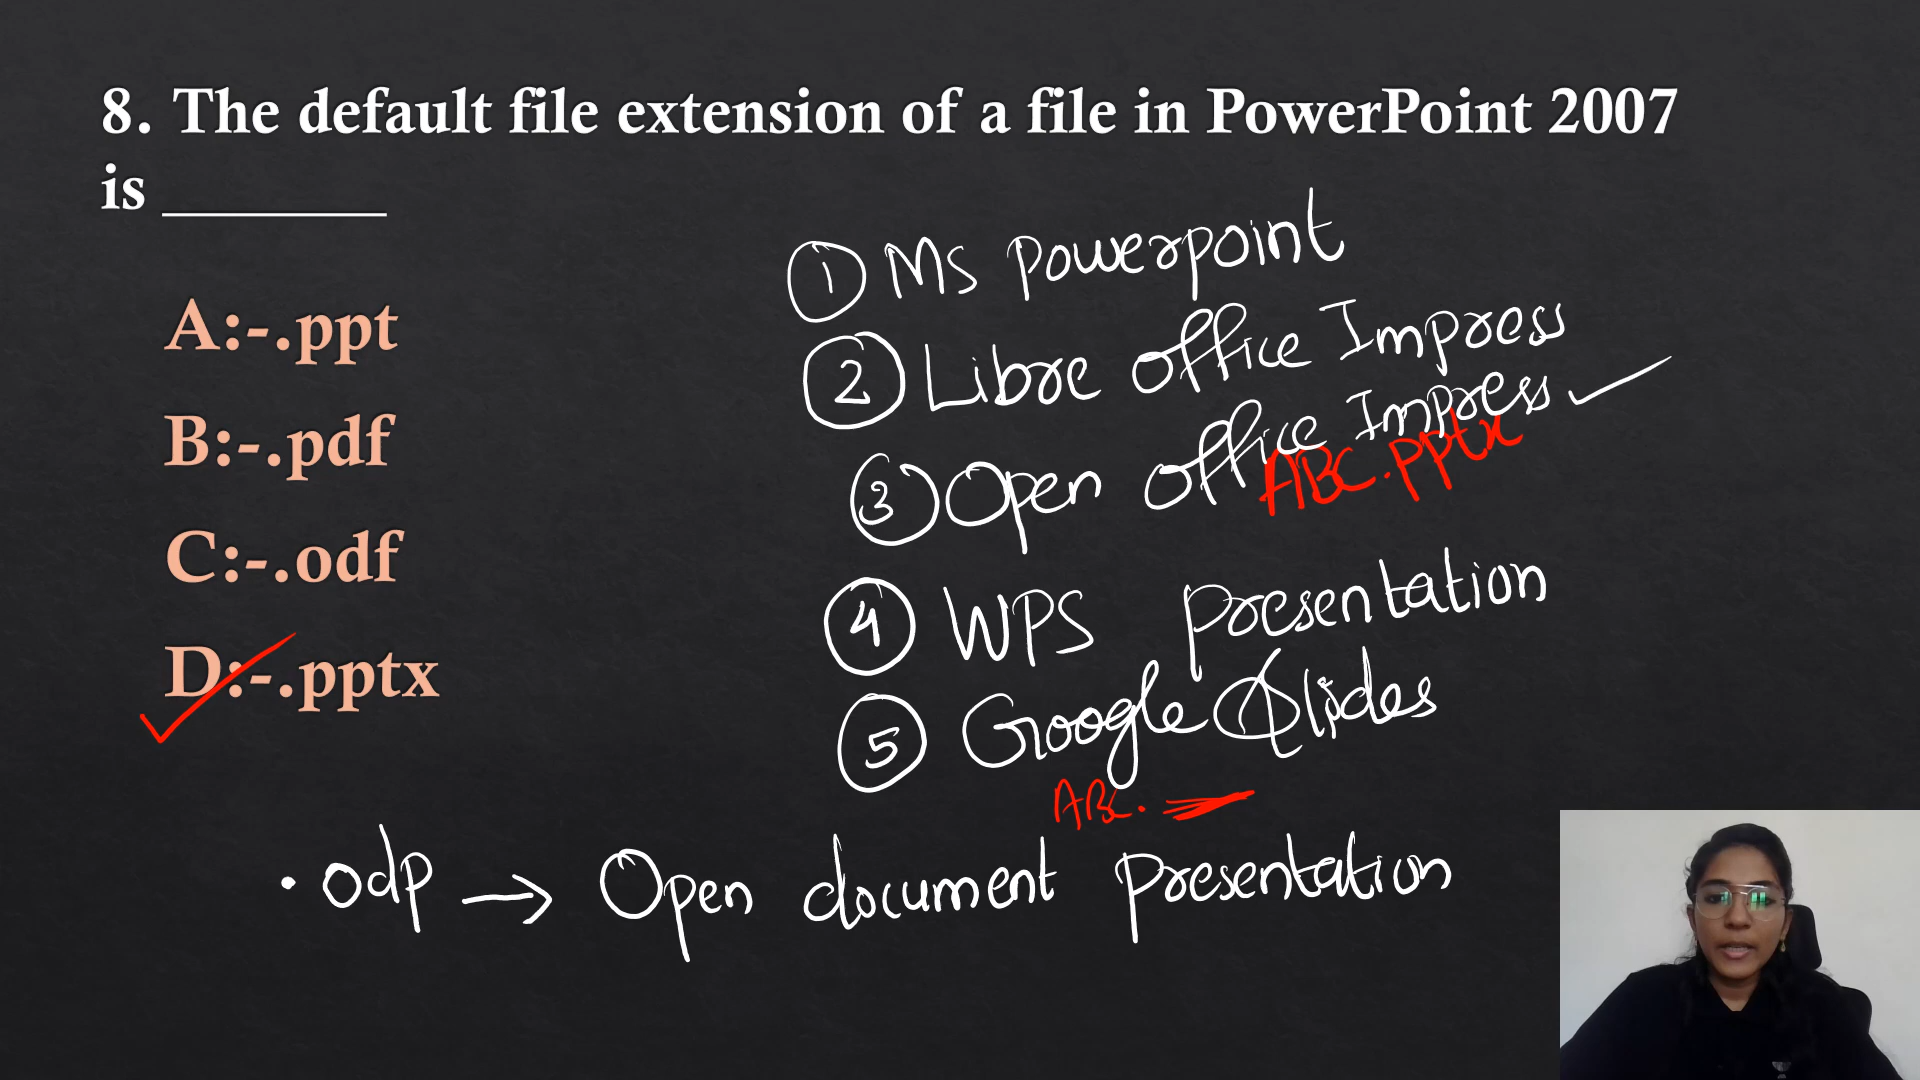 8. The default file extension of a file in PowerPoint 2007
is ________
A:-.ppt
B:-.pdf
C:-.odf
D:-.pptx
1 MS Powerpoint
2 Libre office Impress
3 Open office Impress
ABC.pptx
4 WPS presentation
5 Google Slides
ABC.
.odp → Open document presentation